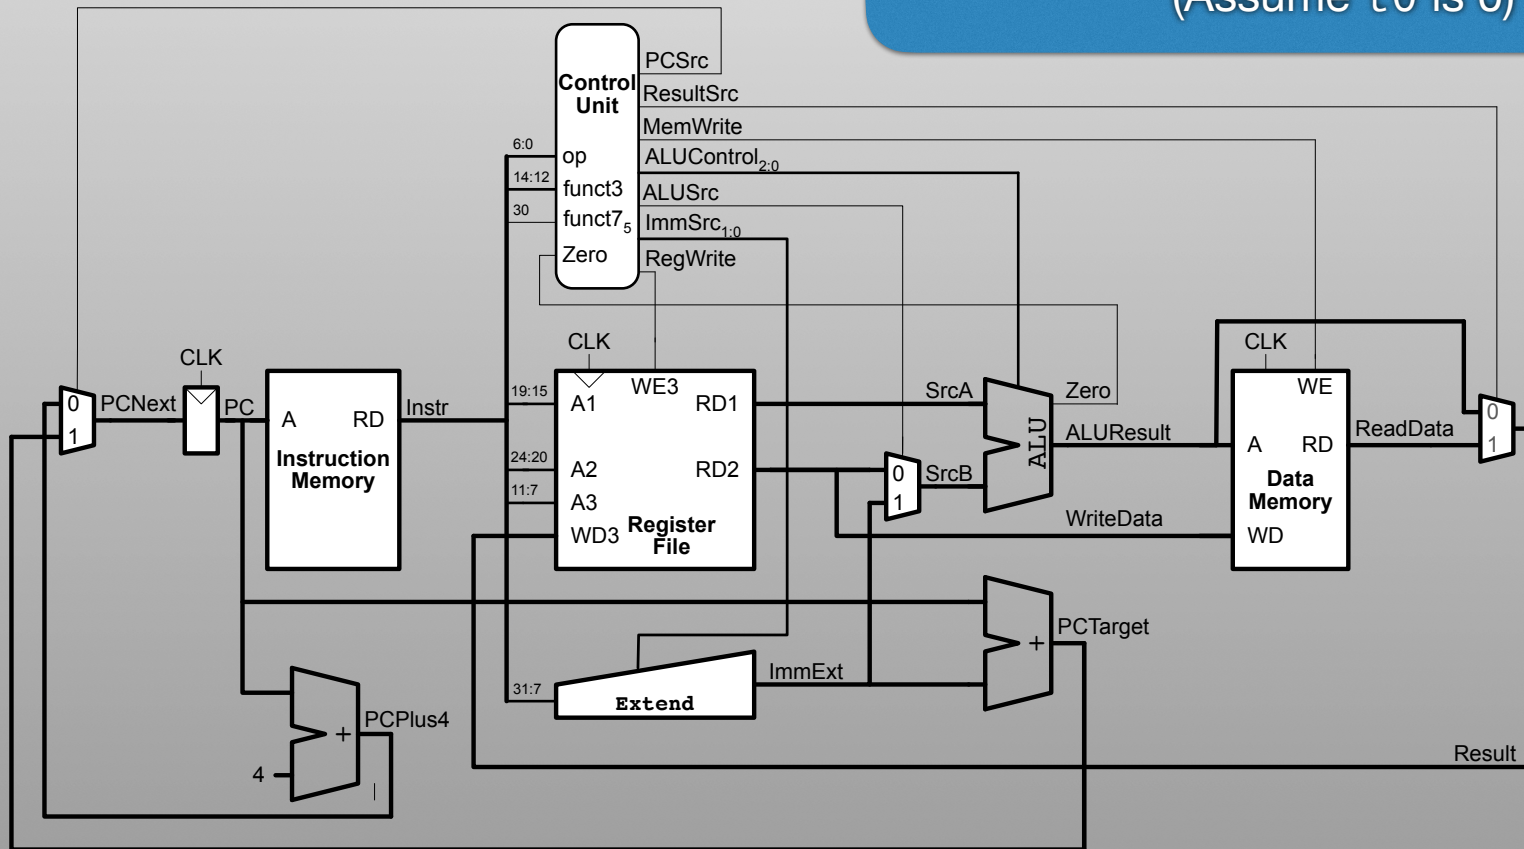 (Assume t0 is 0)
Control
Unit
PCSrc
ResultSrc
MemWrite
ALUControl2:0
ALUSrc
ImmSrc1:0
RegWrite
6:0
op
14:12
funct3
30
funct75
Zero
CLK
0
1
PCNext
PC
A
RD
Instruction
Memory
Instr
CLK
19:15
A1
WE3
RD1
24:20
A2
RD2
11:7
A3
WD3
Register
File
SrcA
0
1
SrcB
ALU
Zero
ALUResult
WriteData
CLK
WE
A
RD
Data
Memory
WD
ReadData
0
1
31:7
Extend
ImmExt
+
PCTarget
+
PCPlus4
4
Result